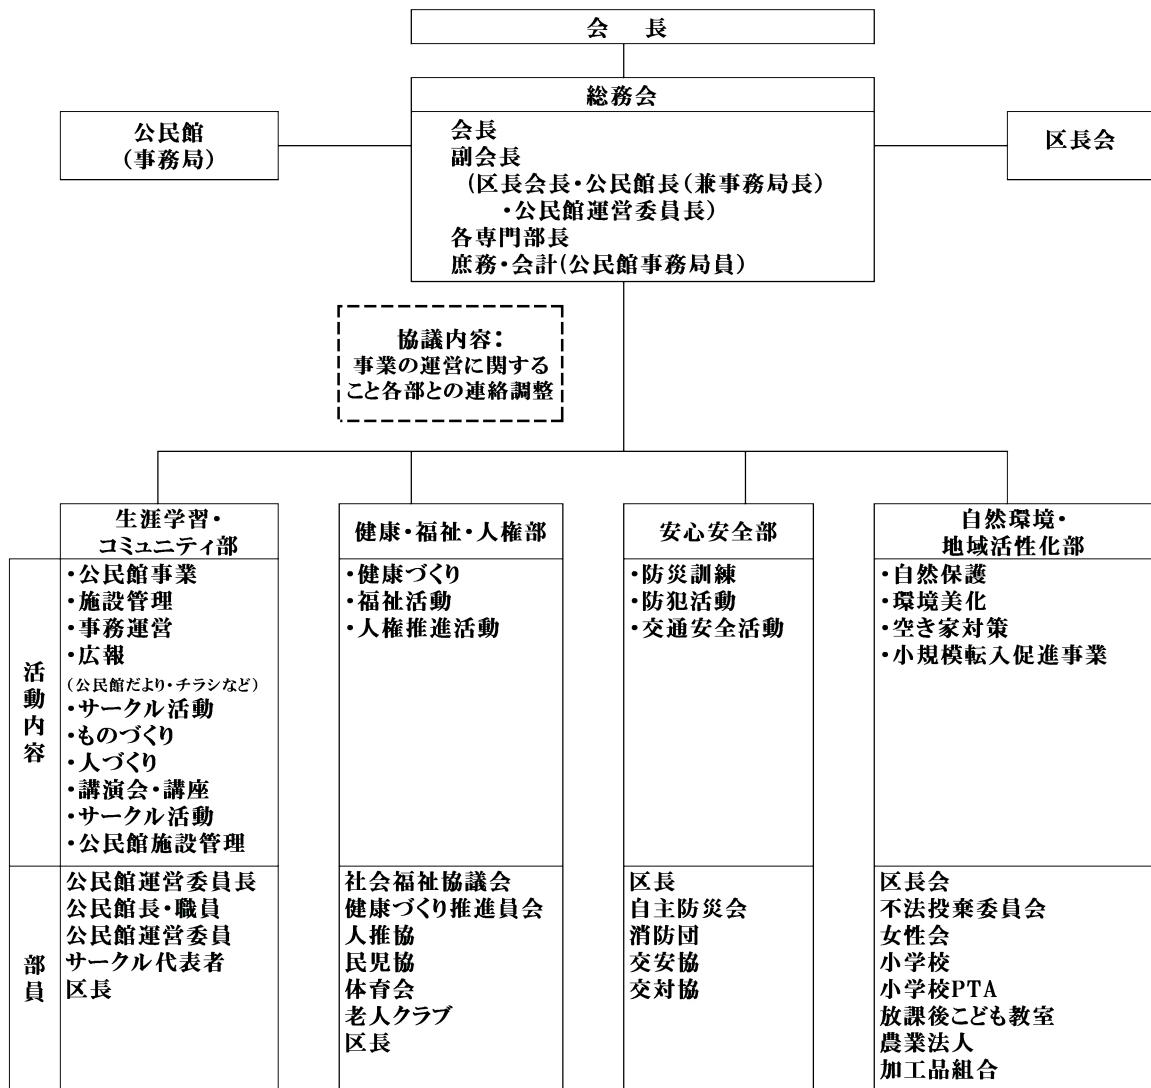 会　長
総務会
会長
副会長
(区長会長・公民館長(兼事務局長)
・公民館運営委員長)
各専門部長
庶務・会計(公民館事務局員)
公民館
(事務局)
区長会
協議内容：
事業の運営に関する
こと各部との連絡調整
生涯学習・
コミュニティ部
健康・福祉・人権部
安心安全部
自然環境・
地域活性化部
活動内容
・公民館事業
・施設管理
・事務運営
・広報
(公民館だより・チラシなど)
・サークル活動
・ものづくり
・人づくり
・講演会・講座
・サークル活動
・公民館施設管理
・健康づくり
・福祉活動
・人権推進活動
・防災訓練
・防犯活動
・交通安全活動
・自然保護
・環境美化
・空き家対策
・小規模転入促進事業
部員
公民館運営委員長
公民館長・職員
公民館運営委員
サークル代表者
区長
社会福祉協議会
健康づくり推進員会
人推協
民児協
体育会
老人クラブ
区長
区長
自主防災会
消防団
交安協
交対協
区長会
不法投棄委員会
女性会
小学校
小学校PTA
放課後こども教室
農業法人
加工品組合